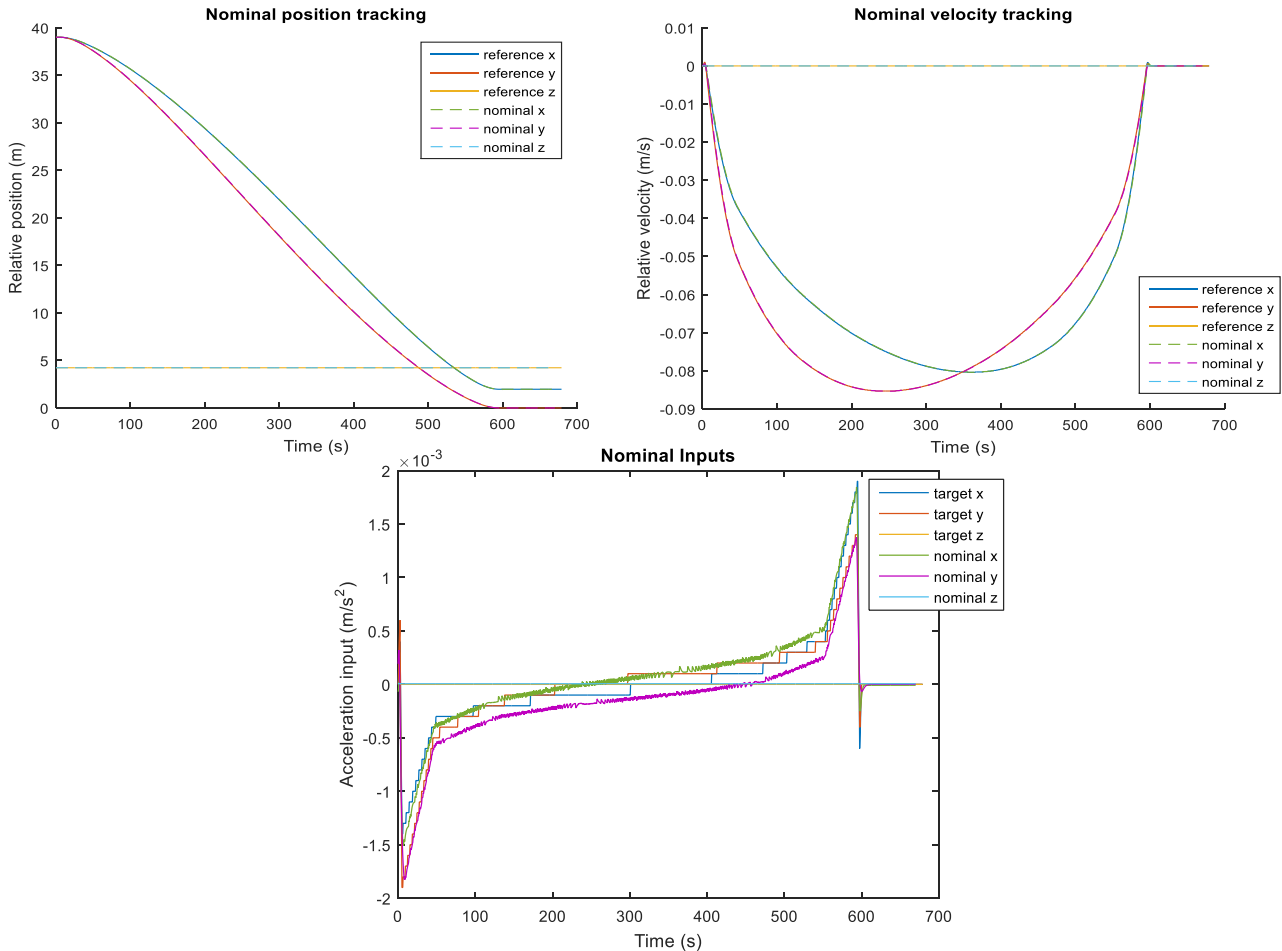 Nominal position tracking
Relative position (m)
40
35
30
25
20
15
10
5
0
0 100 200 300 400 500 600 700
Time (s)
reference x
reference y
reference z
nominal x
nominal y
nominal z
Nominal velocity tracking
Relative velocity (m/s)
0.01
0
-0.01
-0.02
-0.03
-0.04
-0.05
-0.06
-0.07
-0.08
-0.09
0 100 200 300 400 500 600 700
Time (s)
reference x
reference y
reference z
nominal x
nominal y
nominal z
Nominal Inputs
×10⁻³
Acceleration input (m/s²)
2
1.5
1
0.5
0
-0.5
-1
-1.5
-2
0 100 200 300 400 500 600 700
Time (s)
target x
target y
target z
nominal x
nominal y
nominal z